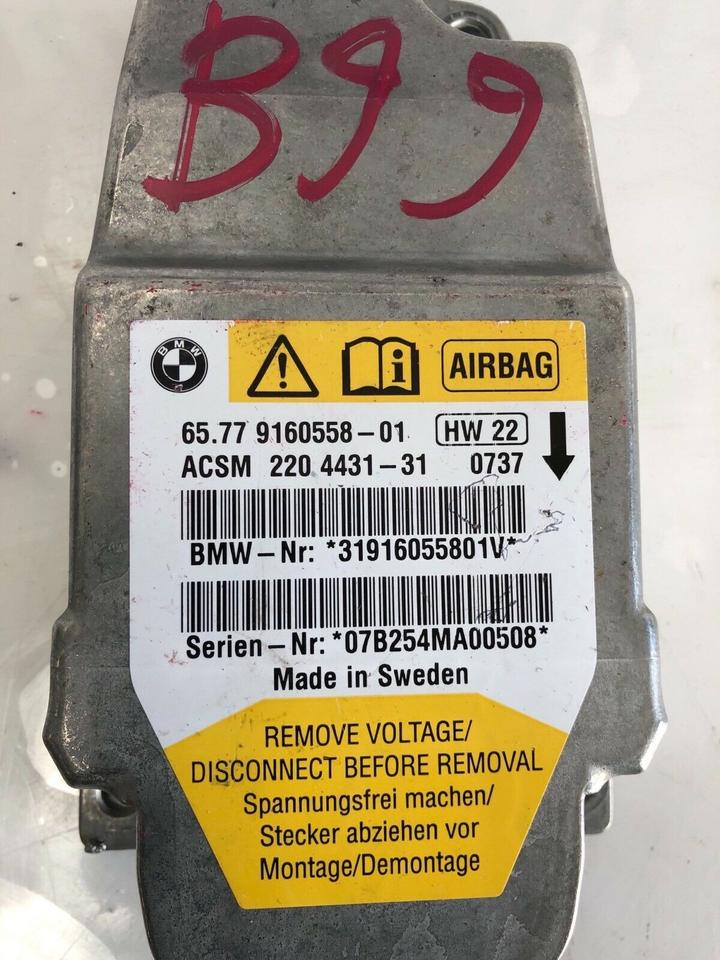 B99
BMW
AIRBAG
65.77 9160558-01 HW 22
ACSM 220 4431-31 0737
BMW-Nr: *31916055801V*
Serien-Nr: *07B254MA00508*
Made in Sweden
REMOVE VOLTAGE/
DISCONNECT BEFORE REMOVAL
Spannungsfrei machen/
Stecker abziehen vor
Montage/Demontage